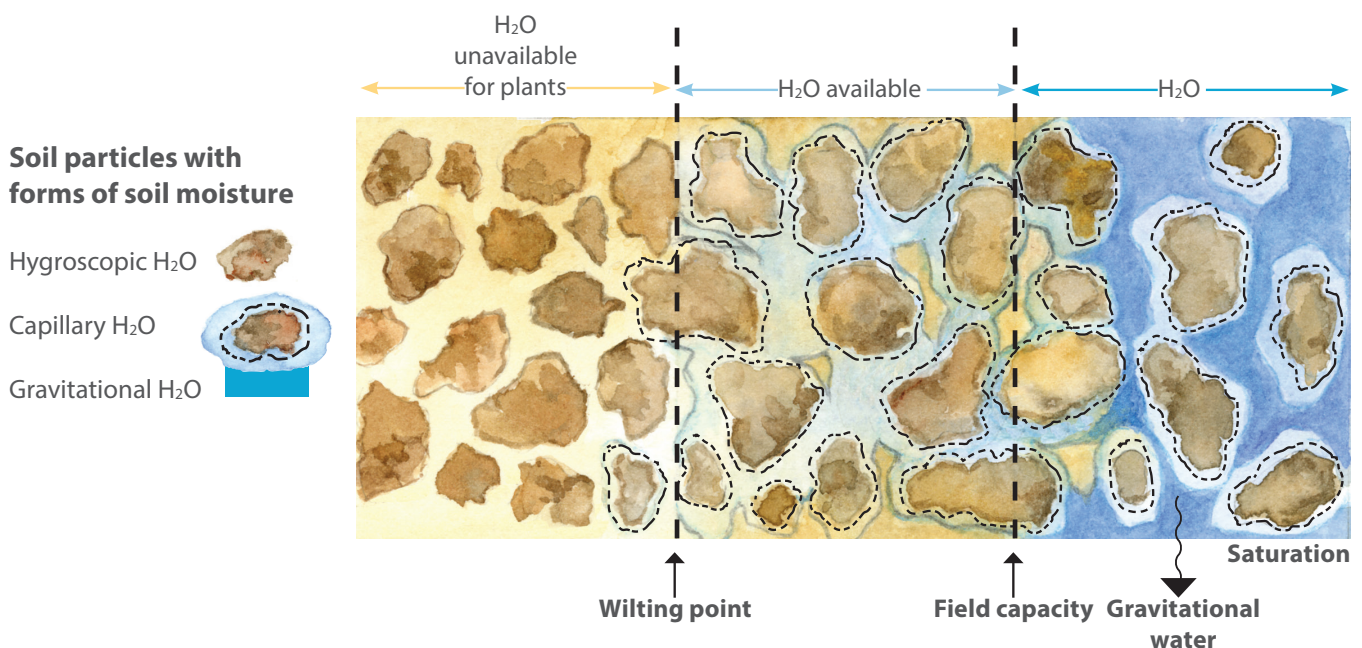 H₂O
unavailable
for plants
H₂O available
H₂O
Soil particles with
forms of soil moisture
Hygroscopic H₂O
Capillary H₂O
Gravitational H₂O
Saturation
Wilting point
Field capacity
Gravitational
water